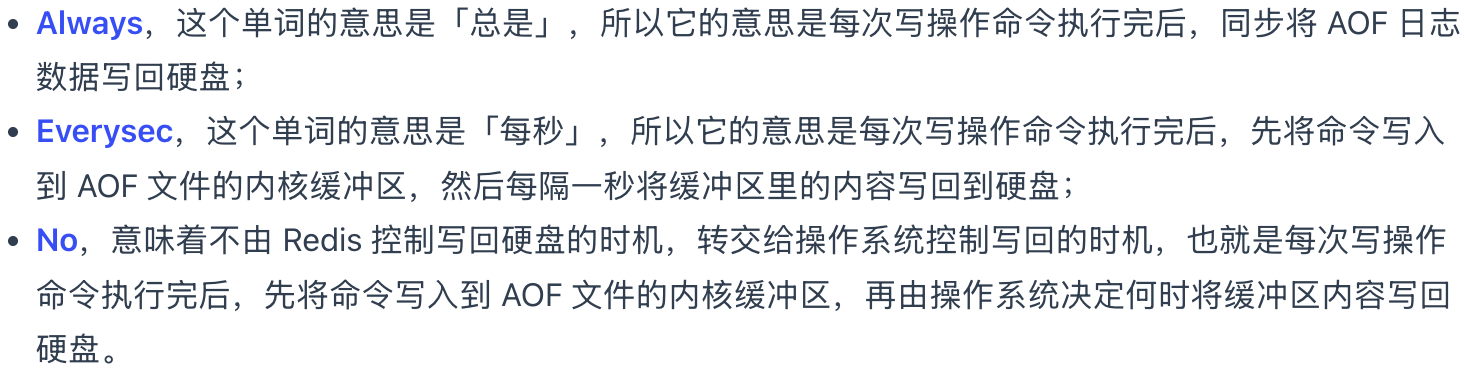 • Always，这个单词的意思是「总是」，所以它的意思是每次写操作命令执行完后，同步将 AOF 日志
数据写回硬盘；
• Everysec，这个单词的意思是「每秒」，所以它的意思是每次写操作命令执行完后，先将命令写入
到 AOF 文件的内核缓冲区，然后每隔一秒将缓冲区里的内容写回到硬盘；
• No，意味着不由 Redis 控制写回硬盘的时机，转交给操作系统控制写回的时机，也就是每次写操作
命令执行完后，先将命令写入到 AOF 文件的内核缓冲区，再由操作系统决定何时将缓冲区内容写回
硬盘。